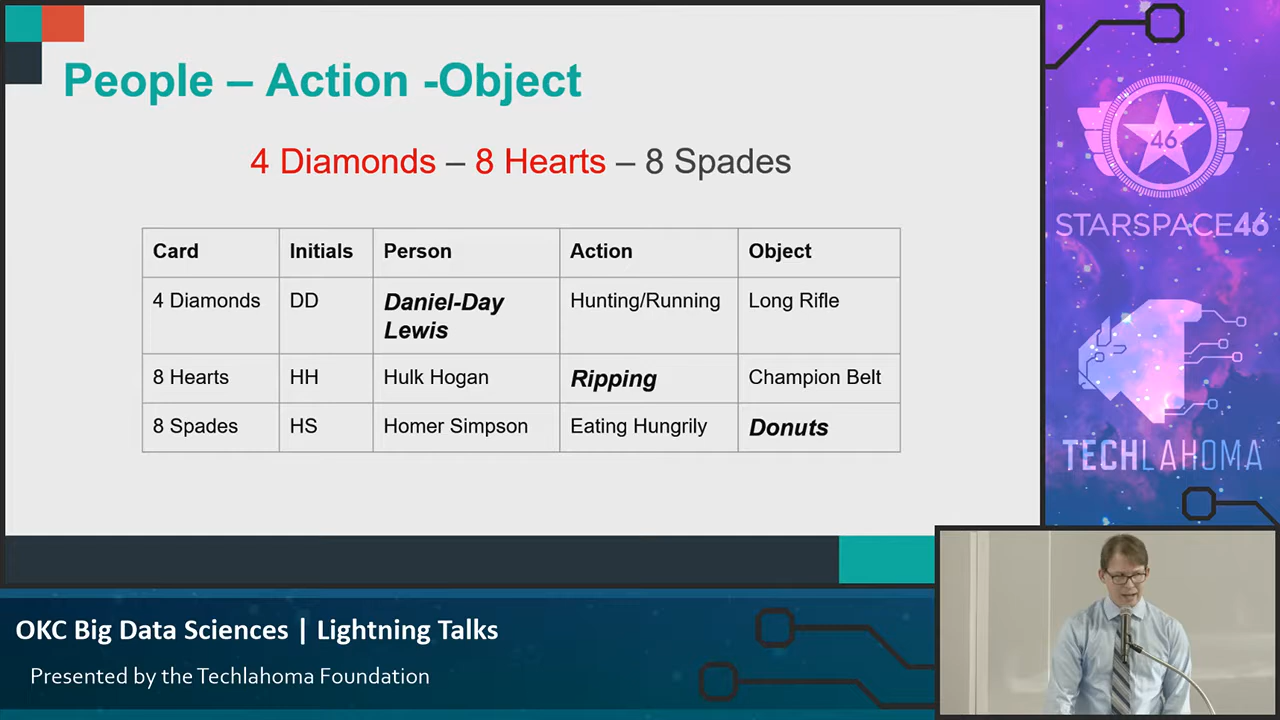 People – Action -Object
4 Diamonds – 8 Hearts – 8 Spades
Card Initials Person Action Object
4 Diamonds DD Daniel-Day Lewis Hunting/Running Long Rifle
8 Hearts HH Hulk Hogan Ripping Champion Belt
8 Spades HS Homer Simpson Eating Hungrily Donuts
46
STARSPACE46
TECHLAHOMA
OKC Big Data Sciences | Lightning Talks
Presented by the Techlahoma Foundation